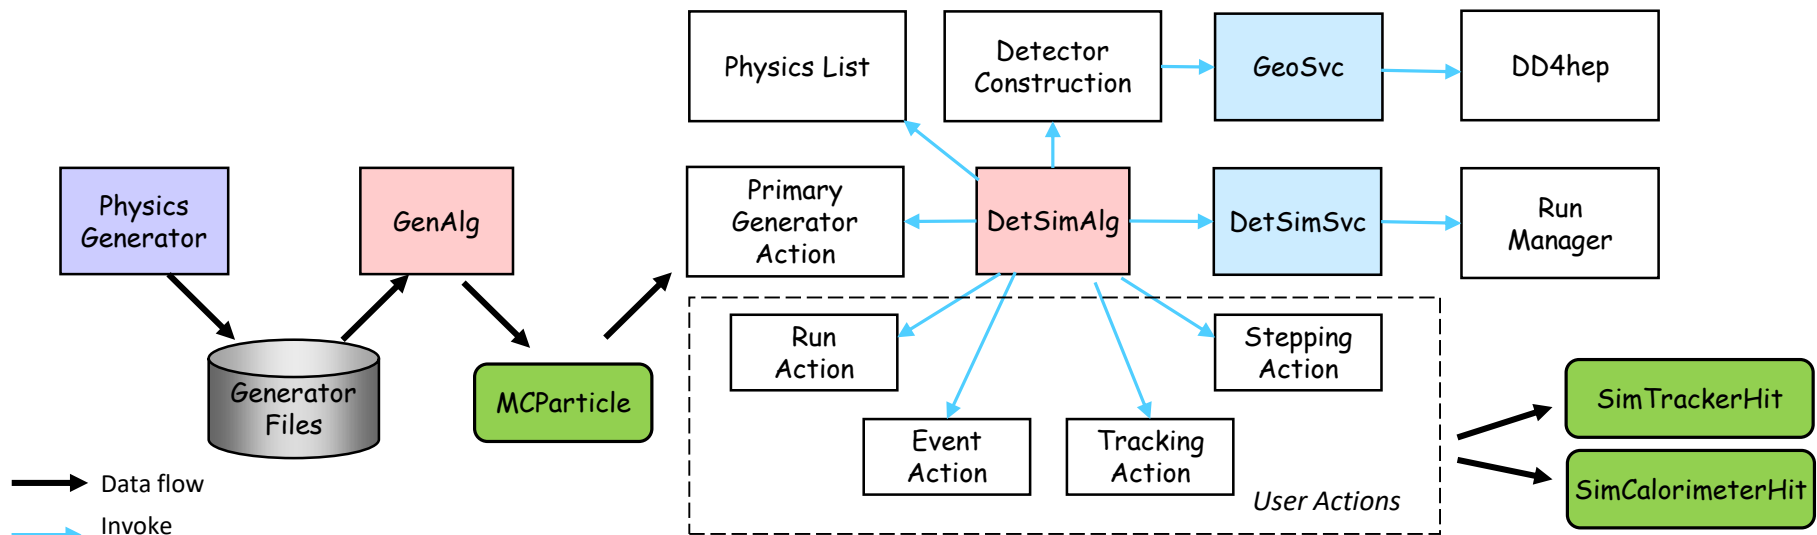 Physics List
Detector
Construction
GeoSvc
DD4hep
Physics
Generator
GenAlg
Primary
Generator
Action
DetSimAlg
DetSimSvc
Run
Manager
Generator
Files
MCParticle
Run
Action
Stepping
Action
Event
Action
Tracking
Action
User Actions
SimTrackerHit
SimCalorimeterHit
Data flow
Invoke